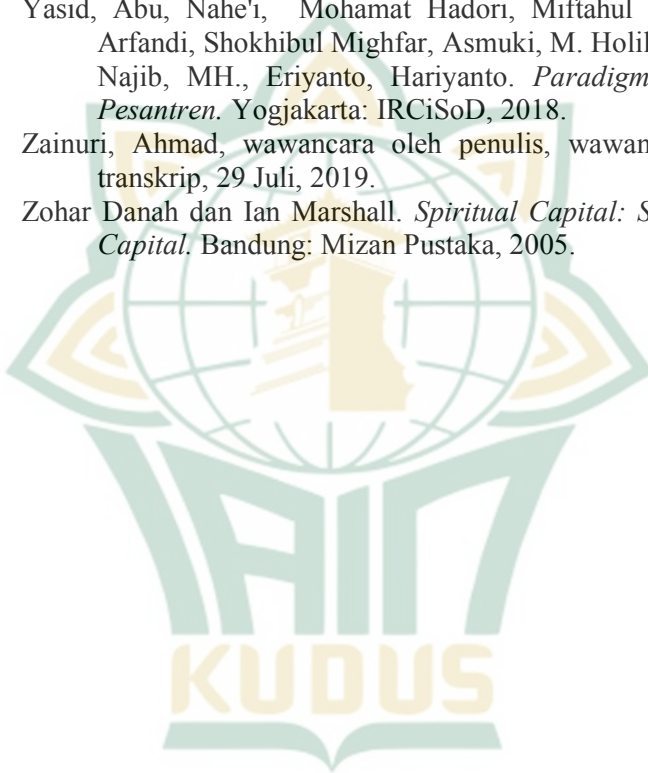 Yasid, Abu, Nahe'i, Mohamat Hadori, Miftahul
Arfandi, Shokhibul Mighfar, Asmuki, M. Holil
Najib, MH., Eriyanto, Hariyanto. Paradigm
Pesantren. Yogjakarta: IRCiSoD, 2018.
Zainuri, Ahmad, wawancara oleh penulis, wawan
transkrip, 29 Juli, 2019.
Zohar Danah dan Ian Marshall. Spiritual Capital: S
Capital. Bandung: Mizan Pustaka, 2005.
IAIN
KUDUS